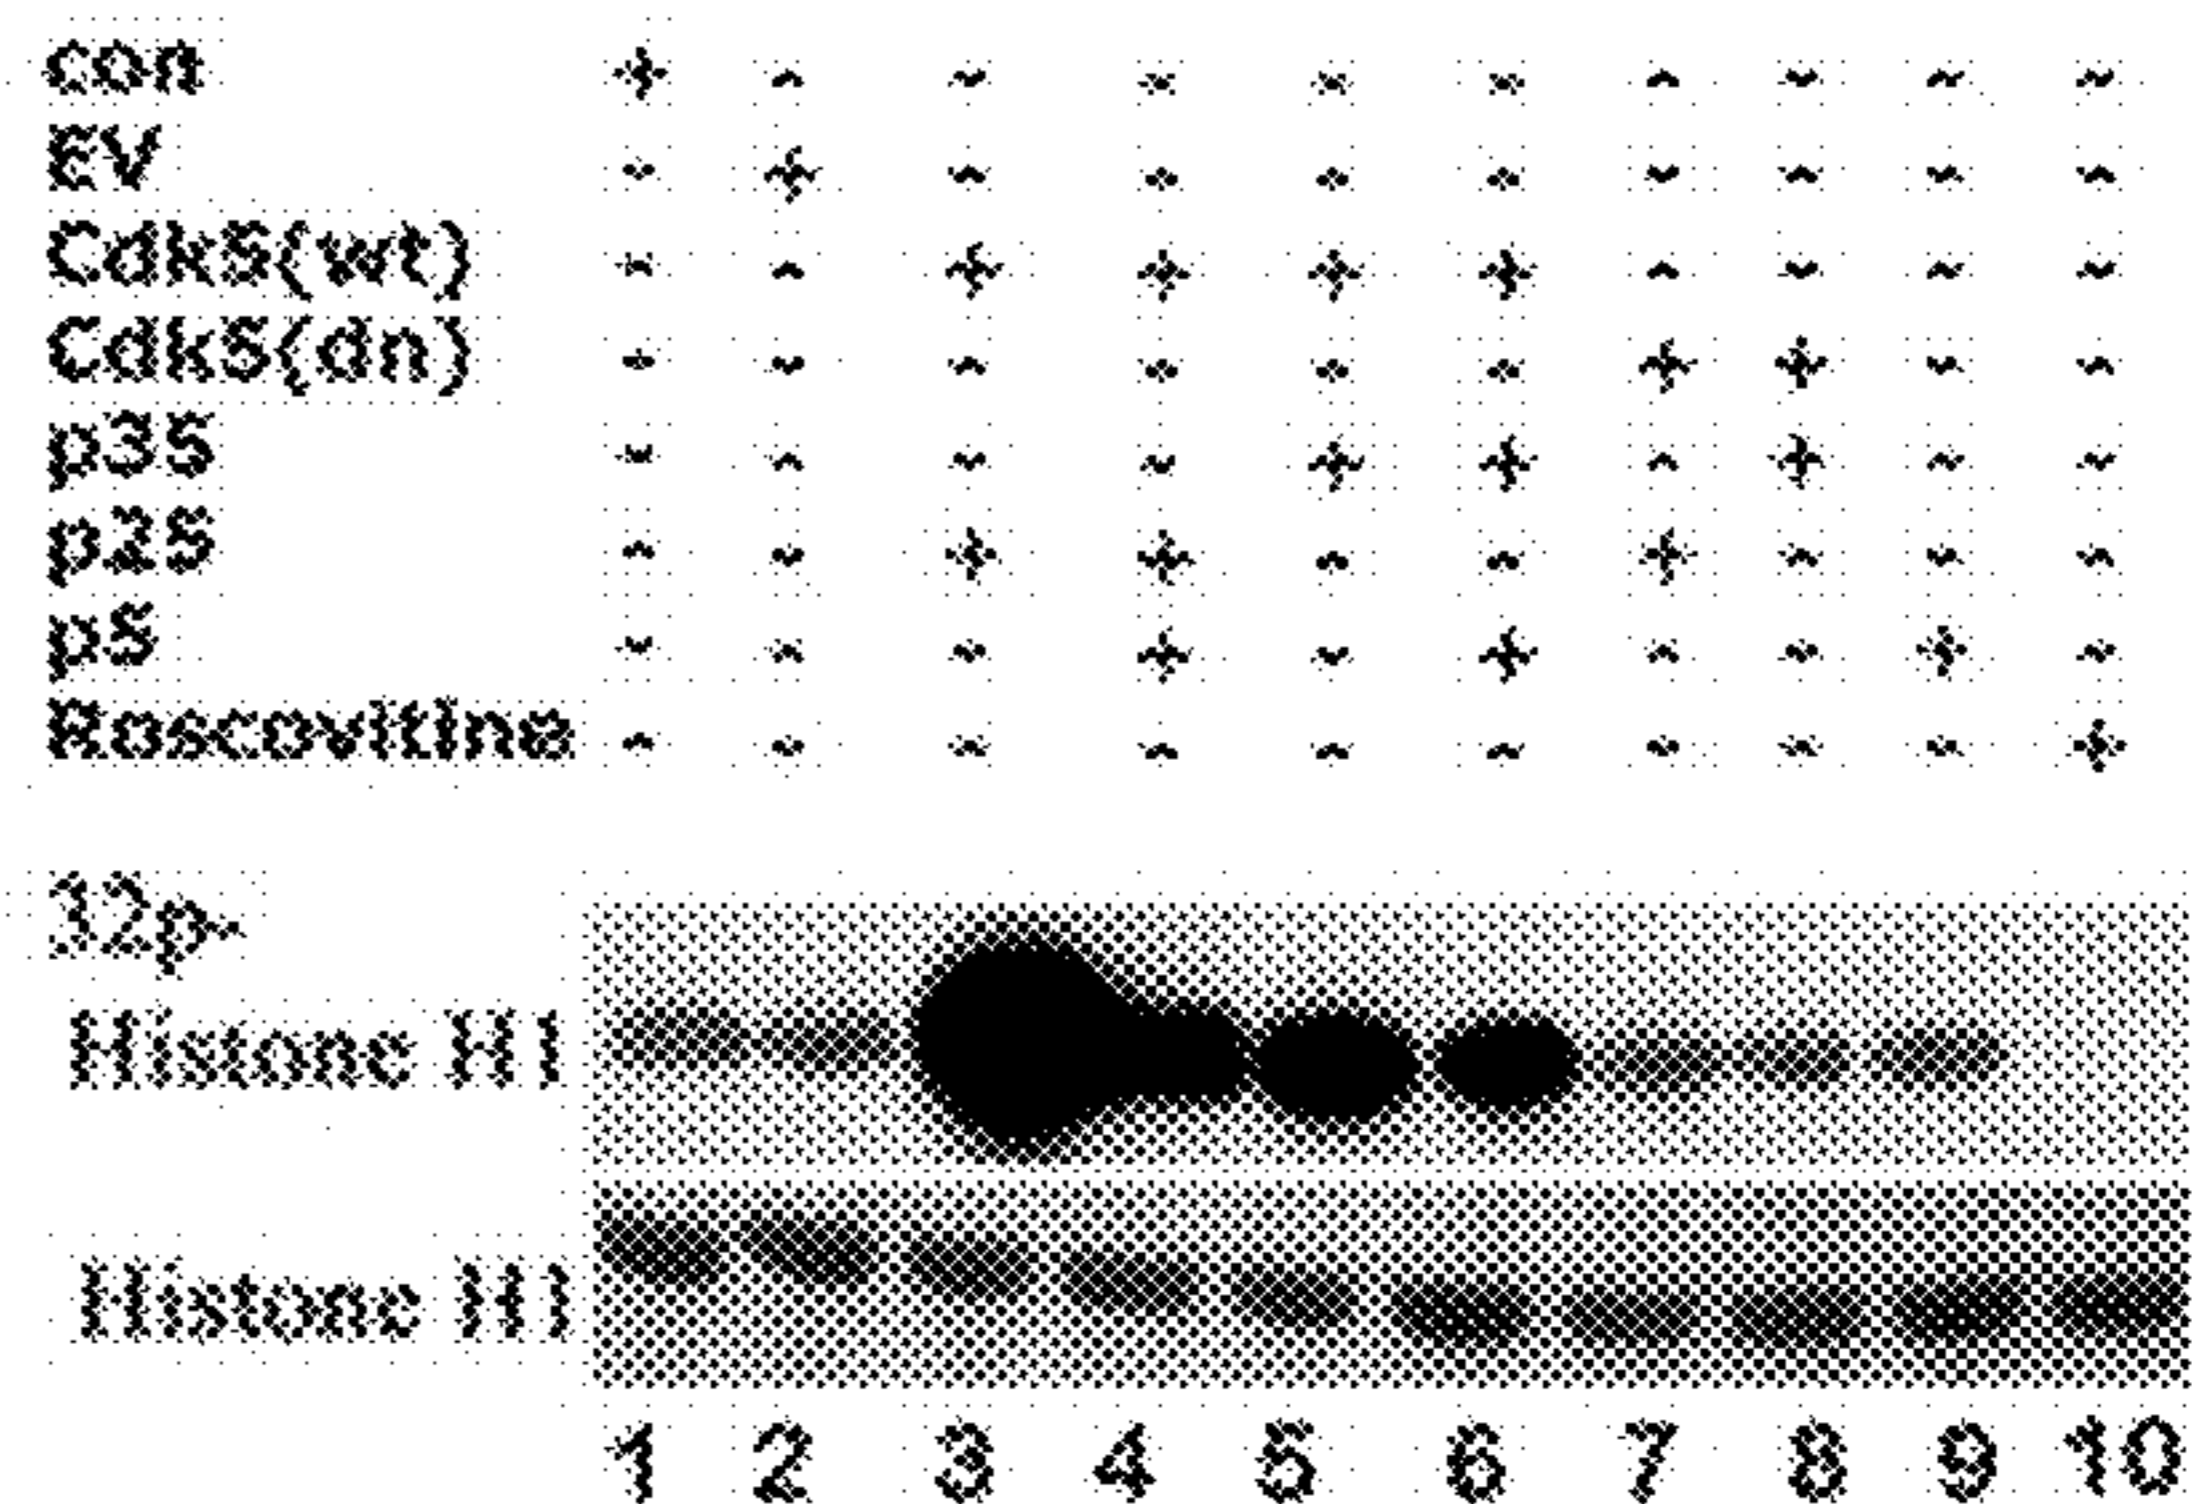 con + - - - - - - - - -
EV - + - - - - - - - -
Cdk5(wt) - - + + + + - - - -
Cdk5(dn) - - - - - - + + - -
p35 - - - - + + - + - -
p25 - - + + - - + - - -
p5 - - - + - + - - + -
Roscovitine - - - - - - - - - +
32p-
Histone H1
Histone H1
1 2 3 4 5 6 7 8 9 10